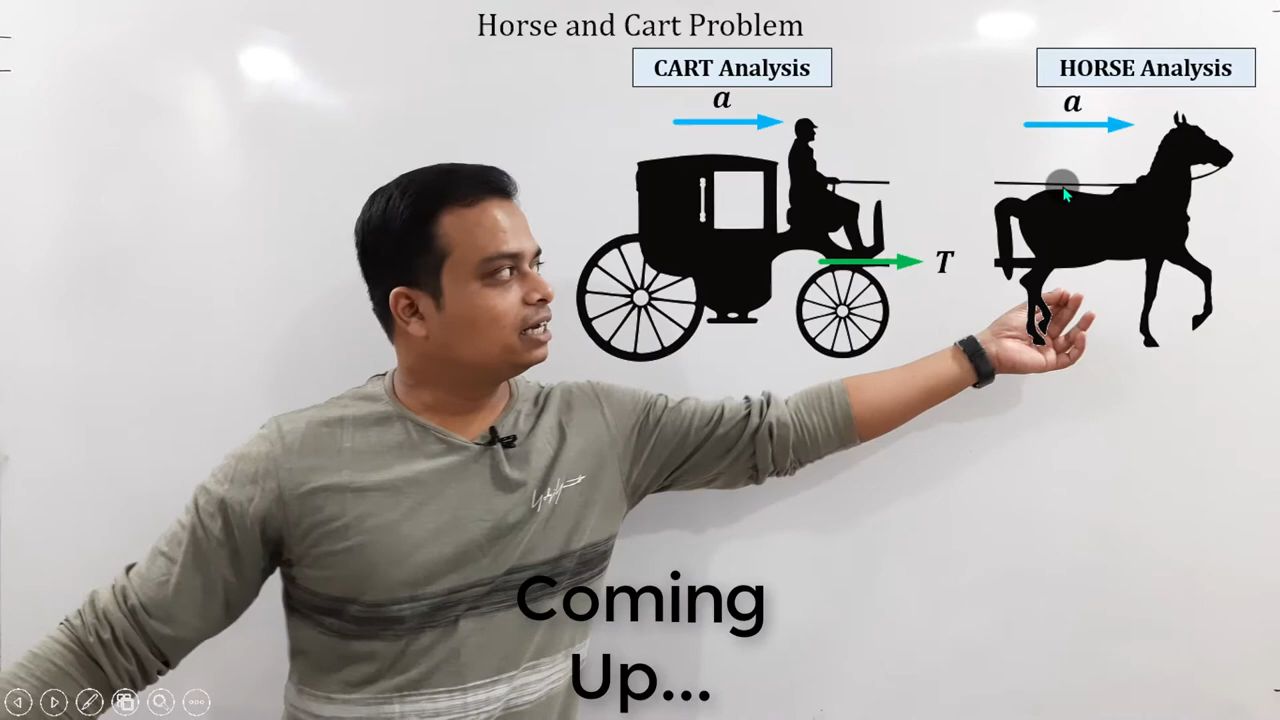 Horse and Cart Problem
CART Analysis
HORSE Analysis
a
a
T
Coming
Up...